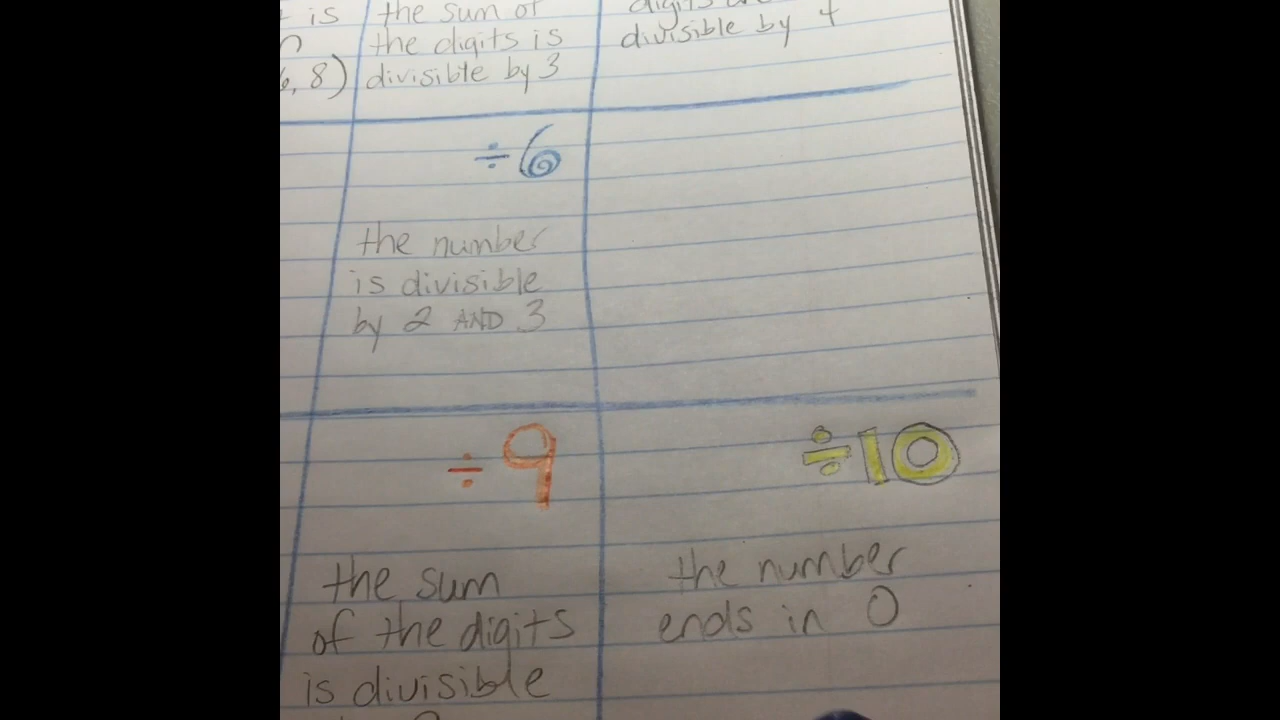 is
6, 8)
the sum of
the digits is
divisible by 3
divisible by 4
÷6
the number
is divisible
by 2 AND 3
÷9
the sum
of the digits
is divisible
÷10
the number
ends in 0